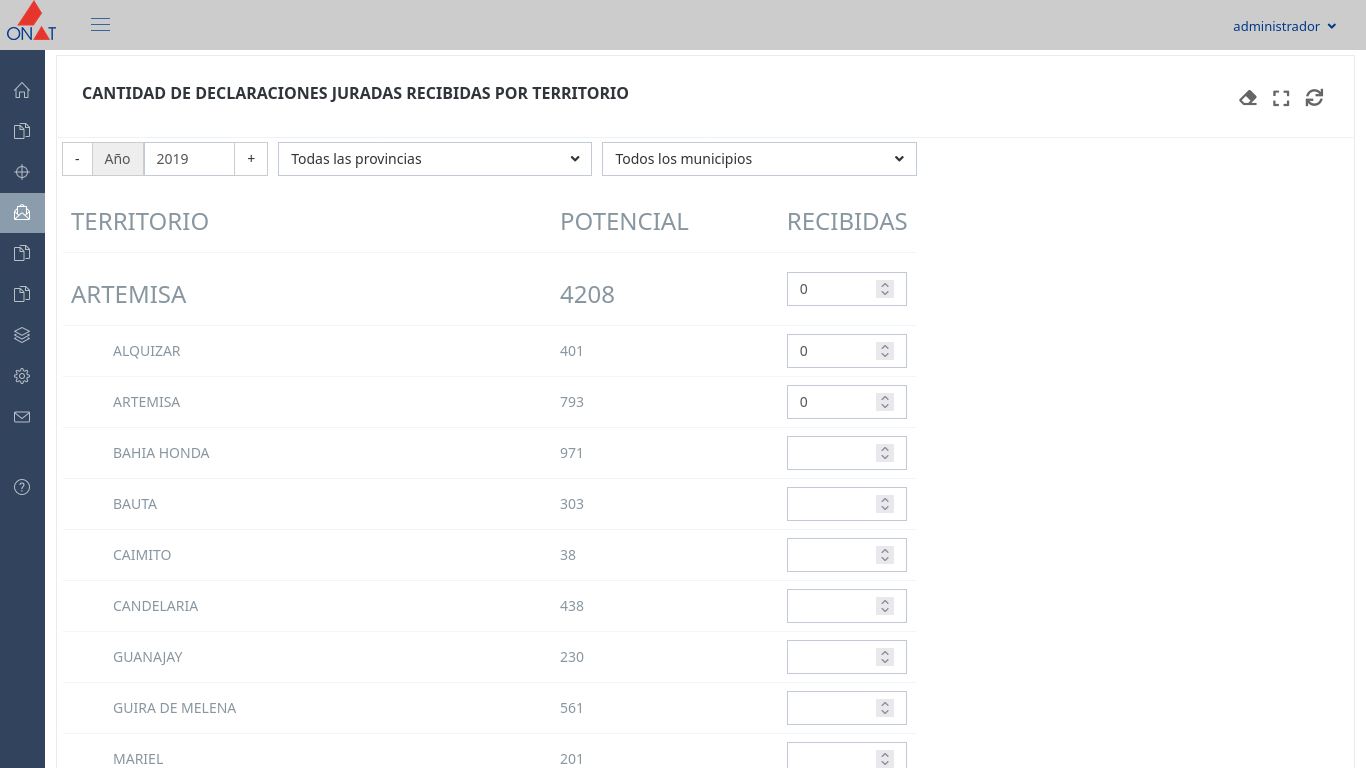 ONAT
administrador
CANTIDAD DE DECLARACIONES JURADAS RECIBIDAS POR TERRITORIO
- Año 2019 + Todas las provincias Todos los municipios
TERRITORIO POTENCIAL RECIBIDAS
ARTEMISA 4208 0
ALQUIZAR 401 0
ARTEMISA 793 0
BAHIA HONDA 971
BAUTA 303
CAIMITO 38
CANDELARIA 438
GUANAJAY 230
GUIRA DE MELENA 561
MARIEL 201